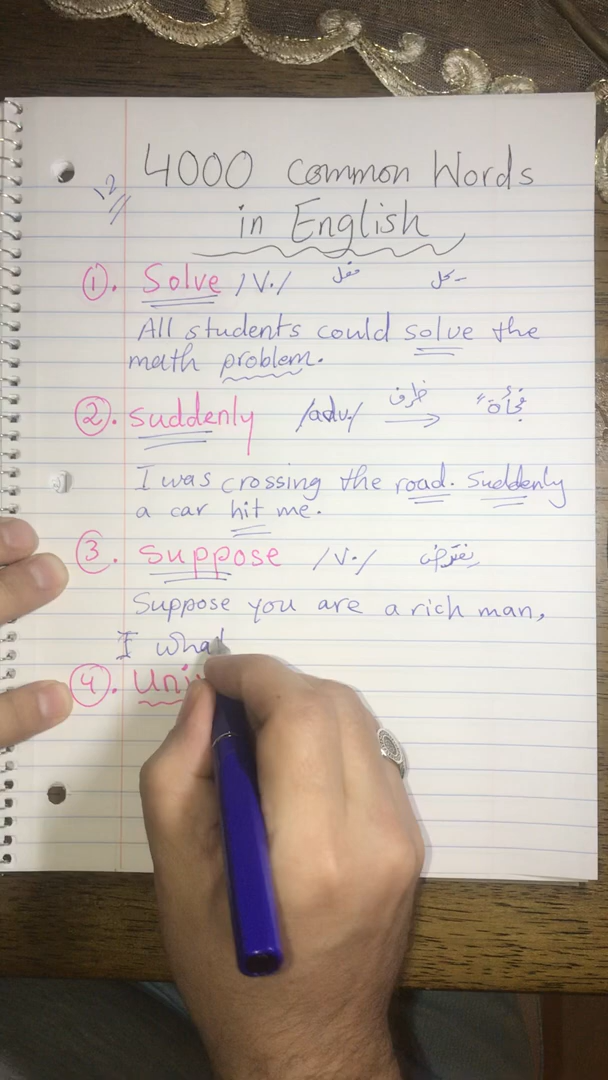 4000 Common Words
12
in English
1. Solve /V./ فعل يحل
All students could solve the
math problem.
2. suddenly /adv./ ظرف → فجأةً
I was crossing the road. Suddenly
a car hit me.
3. suppose /V./ يفترض
Suppose you are a rich man,
I what
4. Uni